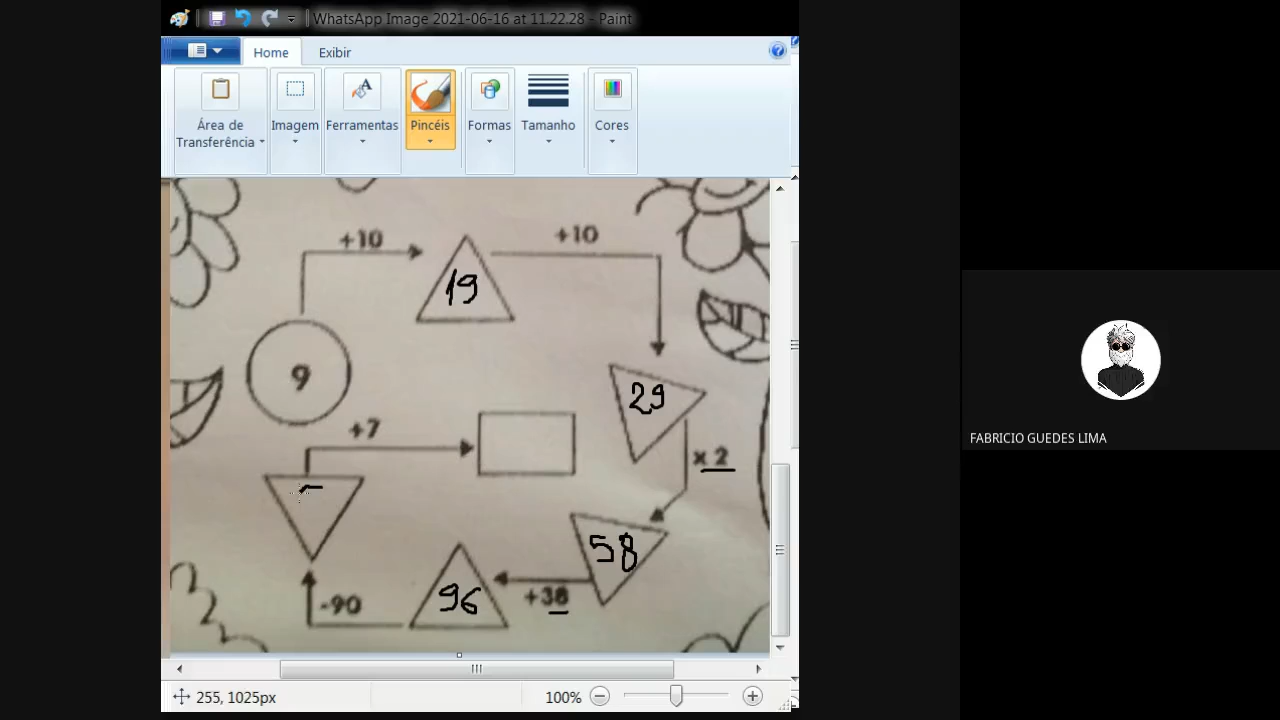 WhatsApp Image 2021-06-16 at 11.22.28 - Paint
Home Exibir
Área de Transferência
Imagem
Ferramentas
Pincéis
Formas
Tamanho
Cores
+10
+10
19
9
29
+7
x 2
58
96
+38
-90
FABRICIO GUEDES LIMA
255, 1025px
100%